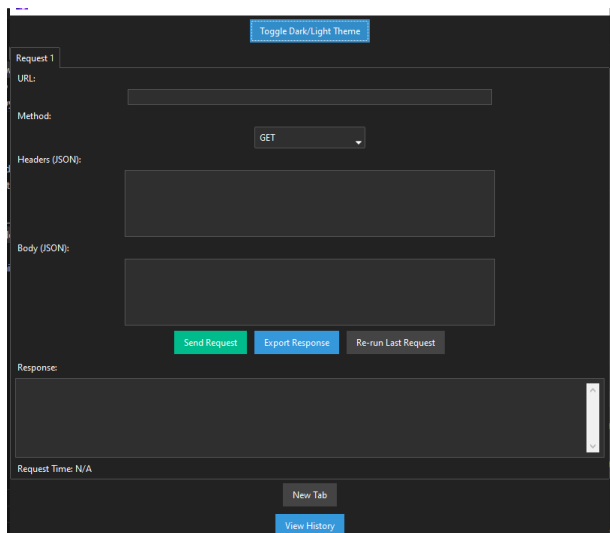 Toggle Dark/Light Theme
Request 1
URL:
Method:
GET
Headers (JSON):
Body (JSON):
Send Request Export Response Re-run Last Request
Response:
Request Time: N/A
New Tab
View History